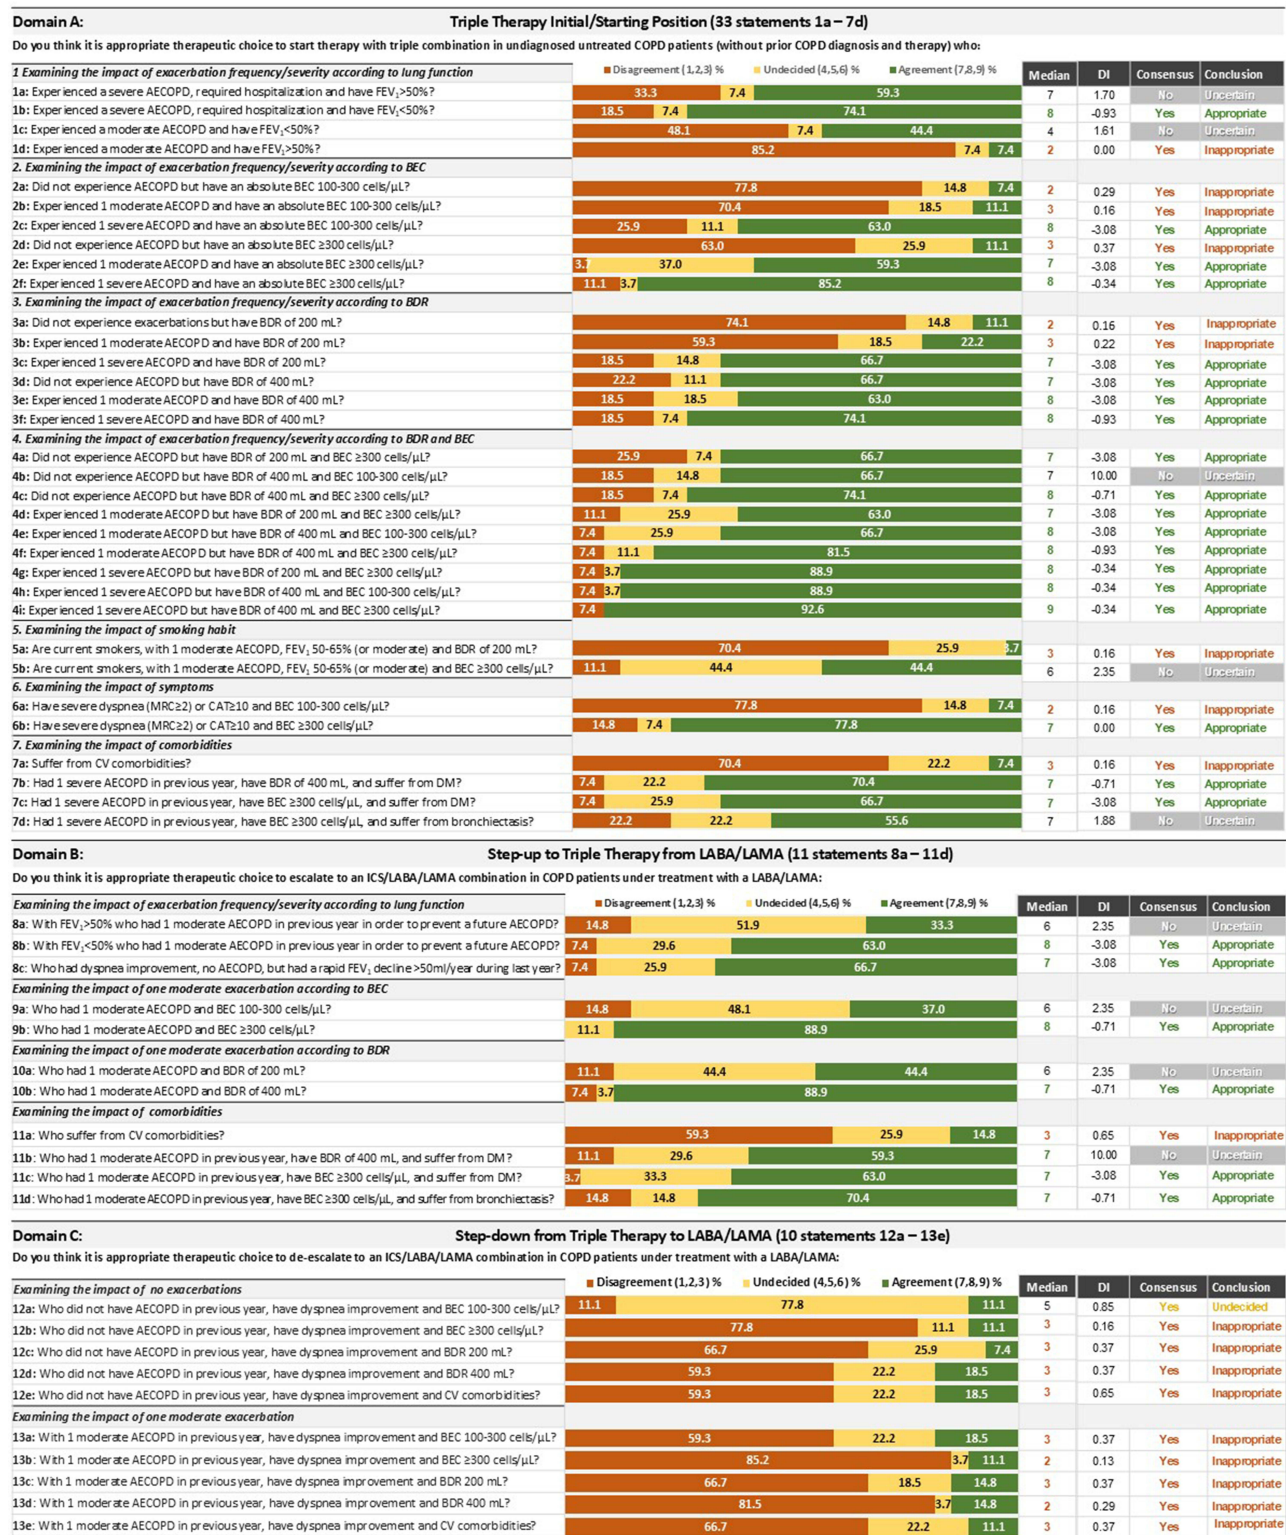 Domain A: Triple Therapy Initial/Starting Position (33 statements 1a – 7d)
Do you think it is appropriate therapeutic choice to start therapy with triple combination in undiagnosed untreated COPD patients (without prior COPD diagnosis and therapy) who:
1 Examining the impact of exacerbation frequency/severity according to lung function Disagreement (1,2,3) % Undecided (4,5,6) % Agreement (7,8,9) % Median DI Consensus Conclusion
1a: Experienced a severe AECOPD, required hospitalization and have FEV₁>50%? 33.3 7.4 59.3 7 1.70 No Uncertain
1b: Experienced a severe AECOPD, required hospitalization and have FEV₁<50%? 18.5 7.4 74.1 8 -0.93 Yes Appropriate
1c: Experienced a moderate AECOPD and have FEV₁<50%? 48.1 7.4 44.4 4 1.61 No Uncertain
1d: Experienced a moderate AECOPD and have FEV₁>50%? 85.2 7.4 7.4 2 0.00 Yes Inappropriate
2. Examining the impact of exacerbation frequency/severity according to BEC
2a: Did not experience AECOPD but have an absolute BEC 100-300 cells/µL? 77.8 14.8 7.4 2 0.29 Yes Inappropriate
2b: Experienced 1 moderate AECOPD and have an absolute BEC 100-300 cells/µL? 70.4 18.5 11.1 3 0.16 Yes Inappropriate
2c: Experienced 1 severe AECOPD and have an absolute BEC 100-300 cells/µL? 25.9 11.1 63.0 8 -3.08 Yes Appropriate
2d: Did not experience AECOPD but have an absolute BEC ≥300 cells/µL? 63.0 25.9 11.1 3 0.37 Yes Inappropriate
2e: Experienced 1 moderate AECOPD and have an absolute BEC ≥300 cells/µL? 3.7 37.0 59.3 7 -3.08 Yes Appropriate
2f: Experienced 1 severe AECOPD and have an absolute BEC ≥300 cells/µL? 11.1 3.7 85.2 8 -0.34 Yes Appropriate
3. Examining the impact of exacerbation frequency/severity according to BDR
3a: Did not experience exacerbations but have BDR of 200 mL? 74.1 14.8 11.1 2 0.16 Yes Inappropriate
3b: Experienced 1 moderate AECOPD and have BDR of 200 mL? 59.3 18.5 22.2 3 0.22 Yes Inappropriate
3c: Experienced 1 severe AECOPD and have BDR of 200 mL? 18.5 14.8 66.7 7 -3.08 Yes Appropriate
3d: Did not experience AECOPD but have BDR of 400 mL? 22.2 11.1 66.7 7 -3.08 Yes Appropriate
3e: Experienced 1 moderate AECOPD and have BDR of 400 mL? 18.5 18.5 63.0 8 -3.08 Yes Appropriate
3f: Experienced 1 severe AECOPD and have BDR of 400 mL? 18.5 7.4 74.1 8 -0.93 Yes Appropriate
4. Examining the impact of exacerbation frequency/severity according to BDR and BEC
4a: Did not experience AECOPD but have BDR of 200 mL and BEC ≥300 cells/µL? 25.9 7.4 66.7 7 -3.08 Yes Appropriate
4b: Did not experience AECOPD but have BDR of 400 mL and BEC 100-300 cells/µL? 18.5 14.8 66.7 7 10.00 No Uncertain
4c: Did not experience AECOPD but have BDR of 400 mL and BEC ≥300 cells/µL? 18.5 7.4 74.1 8 -0.71 Yes Appropriate
4d: Experienced 1 moderate AECOPD but have BDR of 200 mL and BEC ≥300 cells/µL? 11.1 25.9 63.0 7 -3.08 Yes Appropriate
4e: Experienced 1 moderate AECOPD but have BDR of 400 mL and BEC 100-300 cells/µL? 7.4 25.9 66.7 8 -3.08 Yes Appropriate
4f: Experienced 1 moderate AECOPD but have BDR of 400 mL and BEC ≥300 cells/µL? 7.4 11.1 81.5 8 -0.93 Yes Appropriate
4g: Experienced 1 severe AECOPD but have BDR of 200 mL and BEC ≥300 cells/µL? 7.4 3.7 88.9 8 -0.34 Yes Appropriate
4h: Experienced 1 severe AECOPD but have BDR of 400 mL and BEC 100-300 cells/µL? 7.4 3.7 88.9 8 -0.34 Yes Appropriate
4i: Experienced 1 severe AECOPD but have BDR of 400 mL and BEC ≥300 cells/µL? 7.4 92.6 9 -0.34 Yes Appropriate
5. Examining the impact of smoking habit
5a: Are current smokers, with 1 moderate AECOPD, FEV₁ 50-65% (or moderate) and BDR of 200 mL? 70.4 25.9 3.7 3 0.16 Yes Inappropriate
5b: Are current smokers, with 1 moderate AECOPD, FEV₁ 50-65% (or moderate) and BEC ≥300 cells/µL? 11.1 44.4 44.4 6 2.35 No Uncertain
6. Examining the impact of symptoms
6a: Have severe dyspnea (MRC≥2) or CAT≥10 and BEC 100-300 cells/µL? 77.8 14.8 7.4 2 0.16 Yes Inappropriate
6b: Have severe dyspnea (MRC≥2) or CAT≥10 and BEC ≥300 cells/µL? 14.8 7.4 77.8 7 0.00 Yes Appropriate
7. Examining the impact of comorbidities
7a: Suffer from CV comorbidities? 70.4 22.2 7.4 3 0.16 Yes Inappropriate
7b: Had 1 severe AECOPD in previous year, have BDR of 400 mL, and suffer from DM? 7.4 22.2 70.4 7 -0.71 Yes Appropriate
7c: Had 1 severe AECOPD in previous year, have BEC ≥300 cells/µL, and suffer from DM? 7.4 25.9 66.7 7 -3.08 Yes Appropriate
7d: Had 1 severe AECOPD in previous year, have BEC ≥300 cells/µL, and suffer from bronchiectasis? 22.2 22.2 55.6 7 1.88 No Uncertain
Domain B: Step-up to Triple Therapy from LABA/LAMA (11 statements 8a – 11d)
Do you think it is appropriate therapeutic choice to escalate to an ICS/LABA/LAMA combination in COPD patients under treatment with a LABA/LAMA:
Examining the impact of exacerbation frequency/severity according to lung function Disagreement (1,2,3) % Undecided (4,5,6) % Agreement (7,8,9) % Median DI Consensus Conclusion
8a: With FEV₁>50% who had 1 moderate AECOPD in previous year in order to prevent a future AECOPD? 14.8 51.9 33.3 6 2.35 No Uncertain
8b: With FEV₁<50% who had 1 moderate AECOPD in previous year in order to prevent a future AECOPD? 7.4 29.6 63.0 8 -3.08 Yes Appropriate
8c: Who had dyspnea improvement, no AECOPD, but had a rapid FEV₁ decline >50ml/year during last year? 7.4 25.9 66.7 7 -3.08 Yes Appropriate
Examining the impact of one moderate exacerbation according to BEC
9a: Who had 1 moderate AECOPD and BEC 100-300 cells/µL? 14.8 48.1 37.0 6 2.35 No Uncertain
9b: Who had 1 moderate AECOPD and BEC ≥300 cells/µL? 11.1 88.9 8 -0.71 Yes Appropriate
Examining the impact of one moderate exacerbation according to BDR
10a: Who had 1 moderate AECOPD and BDR of 200 mL? 11.1 44.4 44.4 6 2.35 No Uncertain
10b: Who had 1 moderate AECOPD and BDR of 400 mL? 7.4 3.7 88.9 7 -0.71 Yes Appropriate
Examining the impact of comorbidities
11a: Who suffer from CV comorbidities? 59.3 25.9 14.8 3 0.65 Yes Inappropriate
11b: Who had 1 moderate AECOPD in previous year, have BDR of 400 mL, and suffer from DM? 11.1 29.6 59.3 7 10.00 No Uncertain
11c: Who had 1 moderate AECOPD in previous year, have BEC ≥300 cells/µL, and suffer from DM? 3.7 33.3 63.0 7 -3.08 Yes Appropriate
11d: Who had 1 moderate AECOPD in previous year, have BEC ≥300 cells/µL, and suffer from bronchiectasis? 14.8 14.8 70.4 7 -0.71 Yes Appropriate
Domain C: Step-down from Triple Therapy to LABA/LAMA (10 statements 12a – 13e)
Do you think it is appropriate therapeutic choice to de-escalate to an ICS/LABA/LAMA combination in COPD patients under treatment with a LABA/LAMA:
Examining the impact of no exacerbations Disagreement (1,2,3) % Undecided (4,5,6) % Agreement (7,8,9) % Median DI Consensus Conclusion
12a: Who did not have AECOPD in previous year, have dyspnea improvement and BEC 100-300 cells/µL? 11.1 77.8 11.1 5 0.85 Yes Undecided
12b: Who did not have AECOPD in previous year, have dyspnea improvement and BEC ≥300 cells/µL? 77.8 11.1 11.1 3 0.16 Yes Inappropriate
12c: Who did not have AECOPD in previous year, have dyspnea improvement and BDR 200 mL? 66.7 25.9 7.4 3 0.37 Yes Inappropriate
12d: Who did not have AECOPD in previous year, have dyspnea improvement and BDR 400 mL? 59.3 22.2 18.5 3 0.37 Yes Inappropriate
12e: Who did not have AECOPD in previous year, have dyspnea improvement and CV comorbidities? 59.3 22.2 18.5 3 0.65 Yes Inappropriate
Examining the impact of one moderate exacerbation
13a: With 1 moderate AECOPD in previous year, have dyspnea improvement and BEC 100-300 cells/µL? 59.3 22.2 18.5 3 0.37 Yes Inappropriate
13b: With 1 moderate AECOPD in previous year, have dyspnea improvement and BEC ≥300 cells/µL? 85.2 3.7 11.1 2 0.13 Yes Inappropriate
13c: With 1 moderate AECOPD in previous year, have dyspnea improvement and BDR 200 mL? 66.7 18.5 14.8 3 0.37 Yes Inappropriate
13d: With 1 moderate AECOPD in previous year, have dyspnea improvement and BDR 400 mL? 81.5 3.7 14.8 2 0.29 Yes Inappropriate
13e: With 1 moderate AECOPD in previous year, have dyspnea improvement and CV comorbidities? 66.7 22.2 11.1 3 0.37 Yes Inappropriate